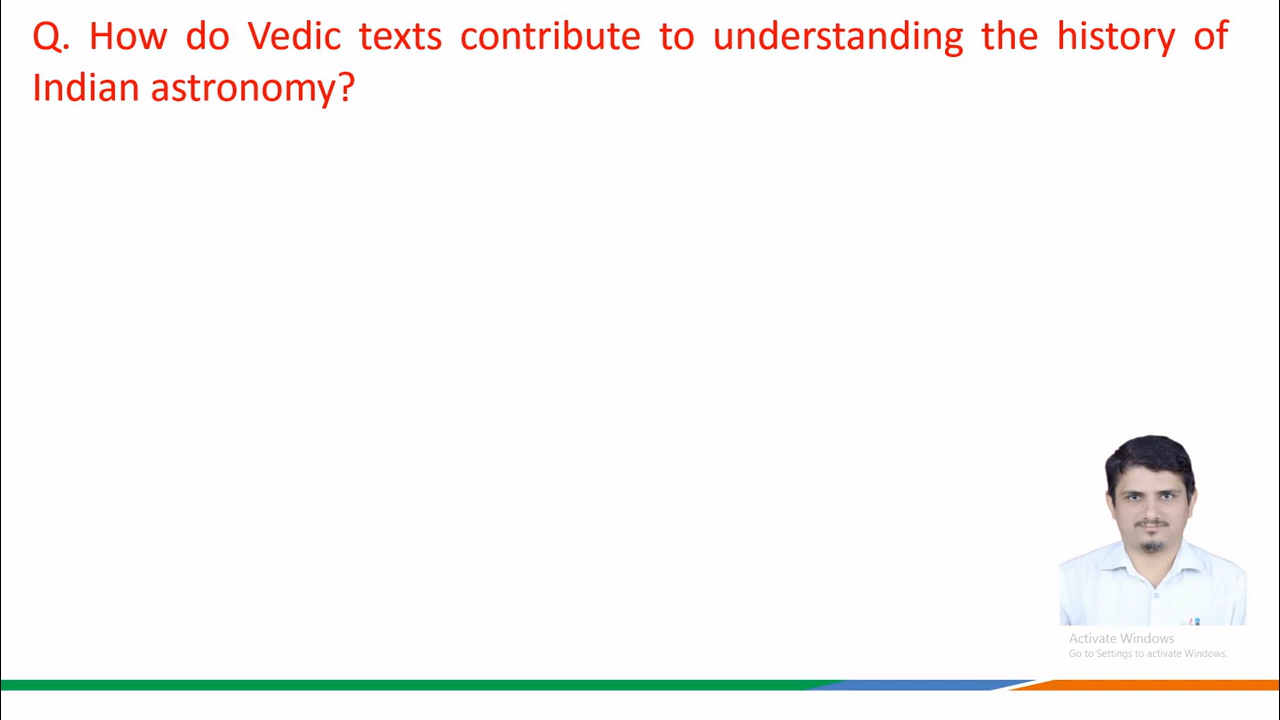 Q. How do Vedic texts contribute to understanding the history of
Indian astronomy?
Activate Windows
Go to Settings to activate Windows.